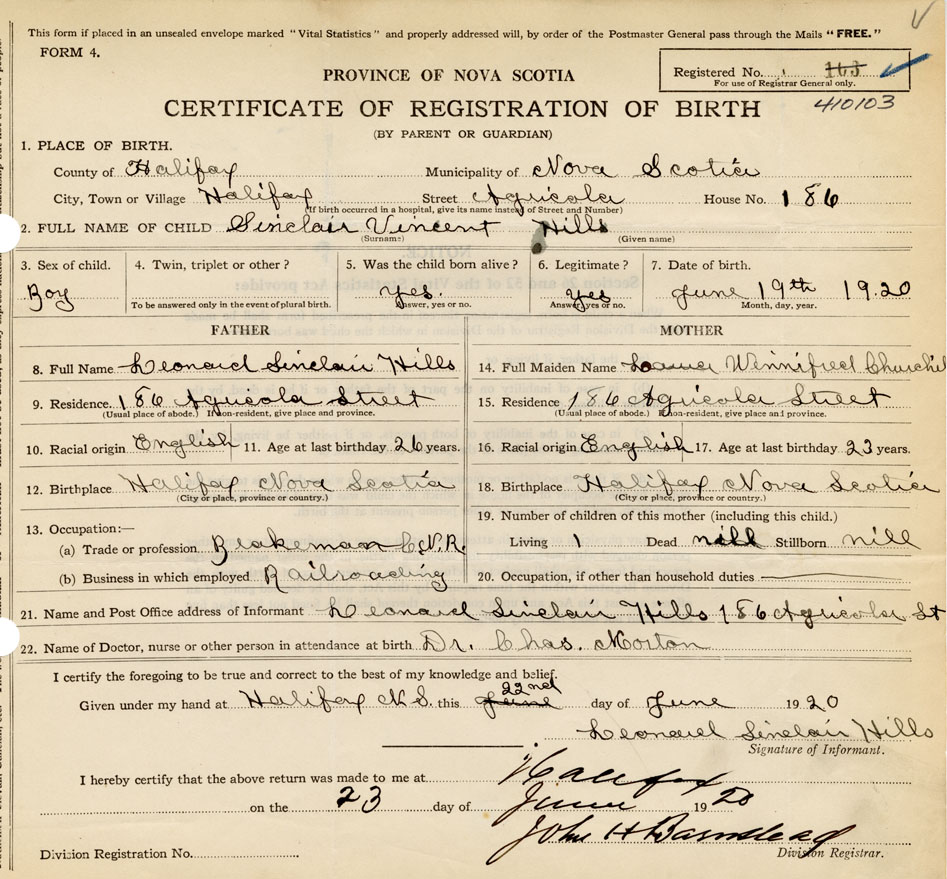 This form if placed in an unsealed envelope marked "Vital Statistics" and properly addressed will, by order of the Postmaster General pass through the Mails "FREE."
FORM 4.
Registered No. 163
For use of Registrar General only.
410103
PROVINCE OF NOVA SCOTIA
CERTIFICATE OF REGISTRATION OF BIRTH
(BY PARENT OR GUARDIAN)
1. PLACE OF BIRTH.
County of Halifax Municipality of Nova Scotia
City, Town or Village Halifax Street Agricola House No. 186
(If birth occurred in a hospital, give its name instead of Street and Number)
2. FULL NAME OF CHILD Sinclair Vincent Hills
(Surname) (Given name)
3. Sex of child. 4. Twin, triplet or other? 5. Was the child born alive? 6. Legitimate? 7. Date of birth.
Boy yes. yes June 19th 1920
To be answered only in the event of plural birth. Answer, yes or no. Answer, yes or no. Month, day, year.
FATHER MOTHER
8. Full Name Leonard Sinclair Hills 14. Full Maiden Name Winnifred Churchil
9. Residence. 186 Agricola Street 15. Residence 186 Agricola Street
(Usual place of abode.) If non-resident, give place and province. (Usual place of abode.) If non-resident, give place and province.
10. Racial origin English 11. Age at last birthday 26 years. 16. Racial origin English 17. Age at last birthday 23 years.
12. Birthplace Halifax Nova Scotia 18. Birthplace Halifax Nova Scotia
(City or place, province or country.) (City or place, province or country.)
13. Occupation:— 19. Number of children of this mother (including this child.)
(a) Trade or profession Brakeman C.N.R. Living 1 Dead nill Stillborn nill
(b) Business in which employed Railroading 20. Occupation, if other than household duties
21. Name and Post Office address of Informant Leonard Sinclair Hills 186 Agricola St
22. Name of Doctor, nurse or other person in attendance at birth Dr. Chas. Morton
I certify the foregoing to be true and correct to the best of my knowledge and belief.
Given under my hand at Halifax N.S. this June 22nd day of June 1920
Leonard Sinclair Hills
Signature of Informant.
I hereby certify that the above return was made to me at Halifax
on the 23 day of June 1920
John H Barnstead
Division Registration No. Division Registrar.